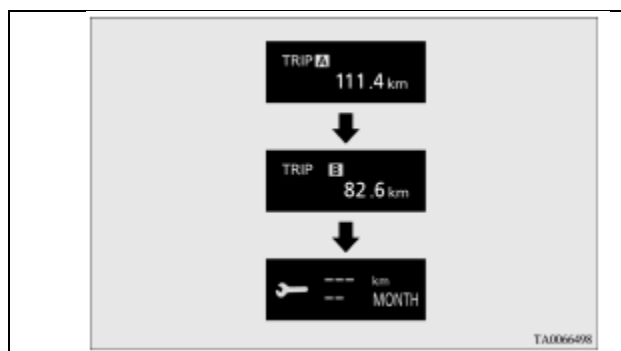 TRIP A
111.4 km
TRIP B
82.6 km
--- km
-- MONTH
TA0066498